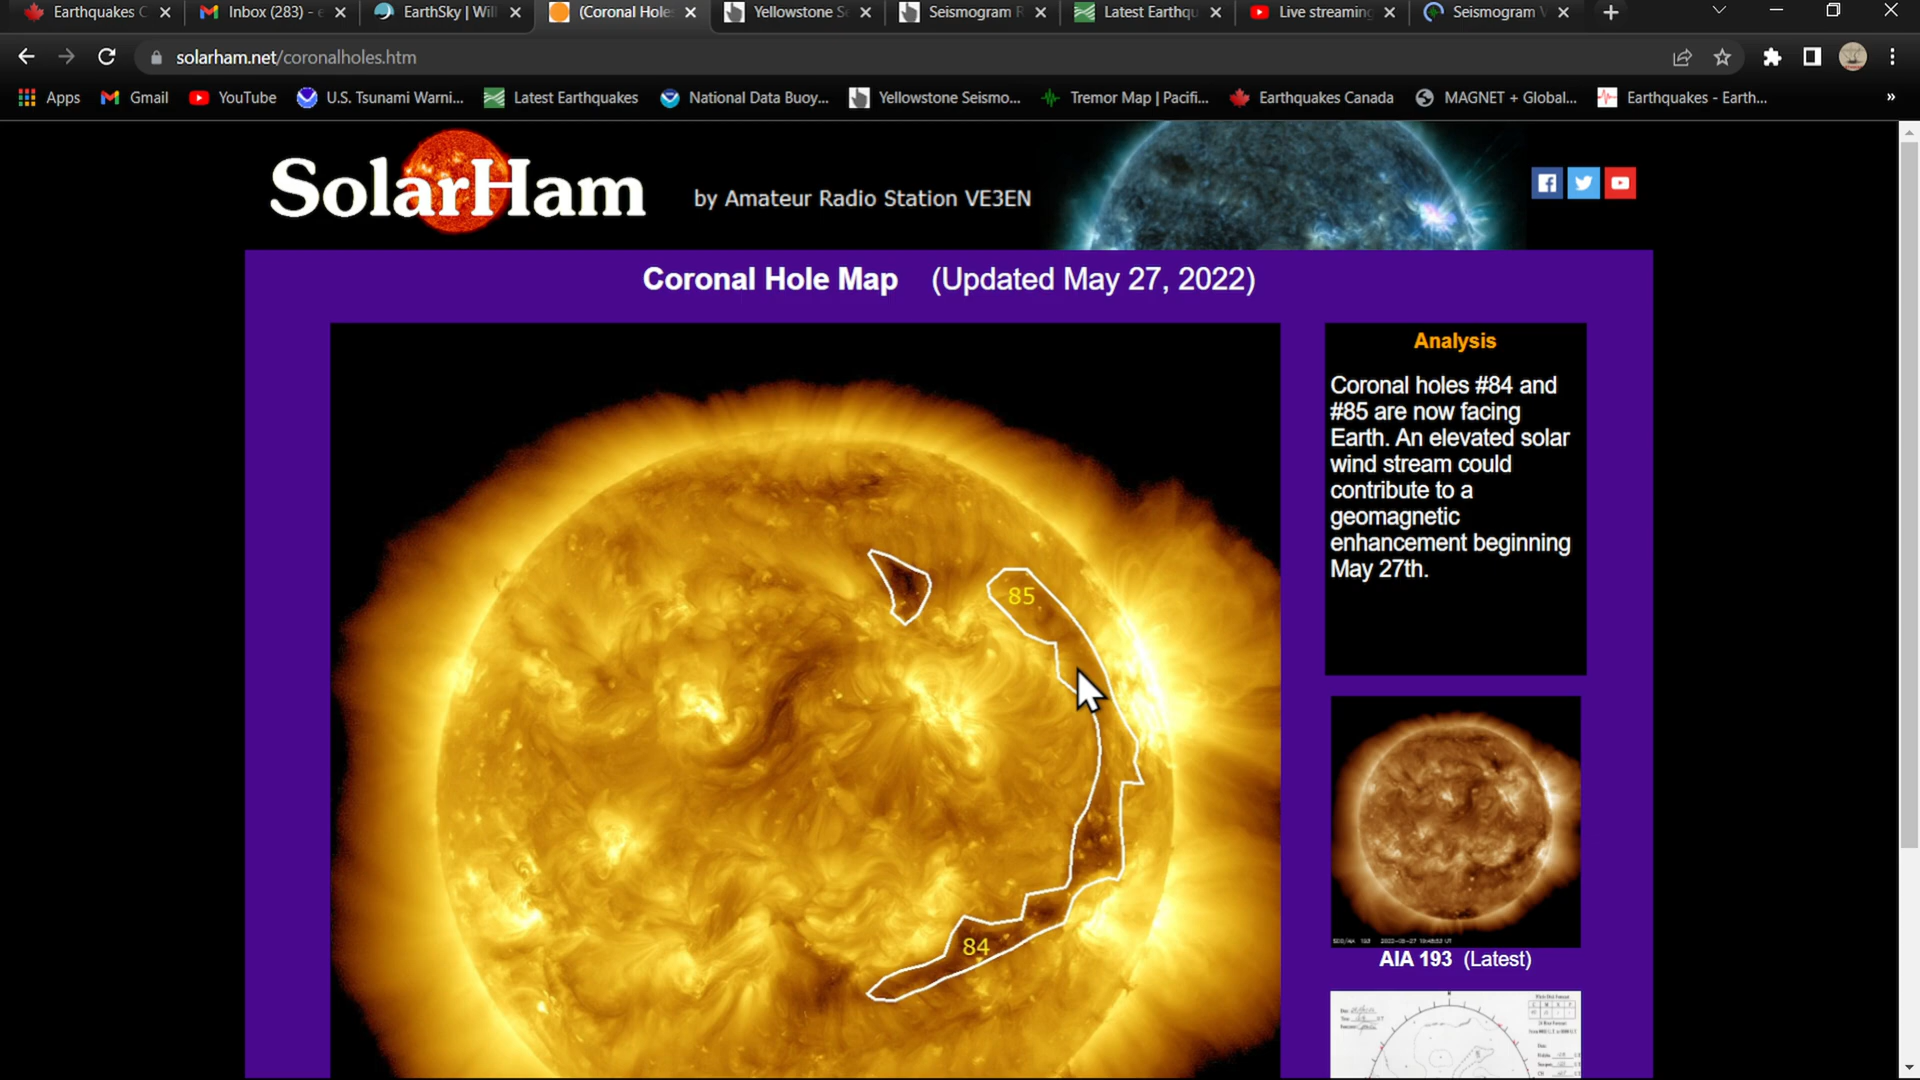 Earthquakes C
Inbox (283) - e
EarthSky | Will
(Coronal Hole
Yellowstone Se
Seismogram R
Latest Earthqu
Live streaming
Seismogram V
solarham.net/coronalholes.htm
Apps
Gmail
YouTube
U.S. Tsunami Warni...
Latest Earthquakes
National Data Buoy...
Yellowstone Seismo...
Tremor Map | Pacifi...
Earthquakes Canada
MAGNET + Global...
Earthquakes - Earth...
»
SolarHam
by Amateur Radio Station VE3EN
Coronal Hole Map (Updated May 27, 2022)
Analysis
Coronal holes #84 and
#85 are now facing
Earth. An elevated solar
wind stream could
contribute to a
geomagnetic
enhancement beginning
May 27th.
85
84
AIA 193 (Latest)